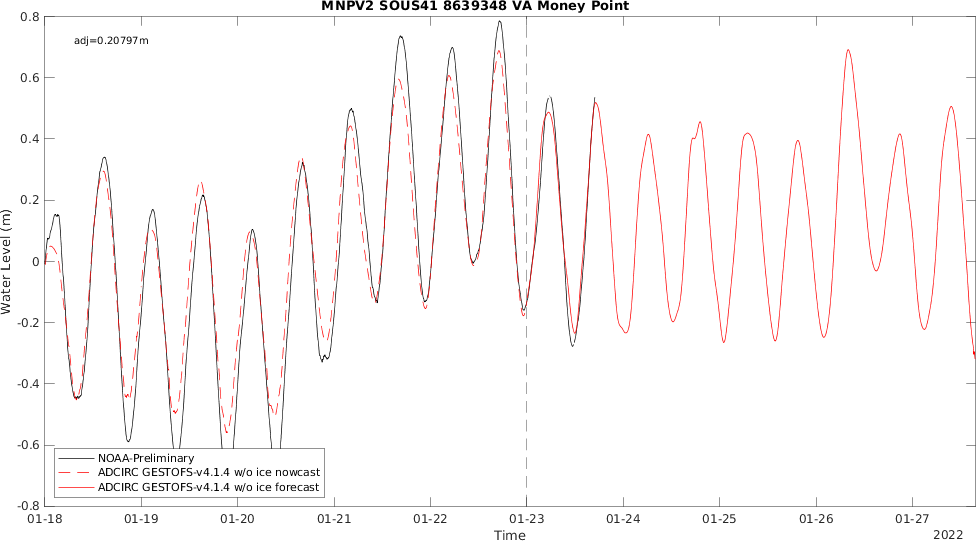 MNPV2 SOUS41 8639348 VA Money Point
adj=0.20797m
0.8
0.6
0.4
0.2
0
-0.2
-0.4
-0.6
-0.8
Water Level (m)
NOAA-Preliminary
ADCIRC GESTOFS-v4.1.4 w/o ice nowcast
ADCIRC GESTOFS-v4.1.4 w/o ice forecast
01-18 01-19 01-20 01-21 01-22 01-23 01-24 01-25 01-26 01-27
Time
2022